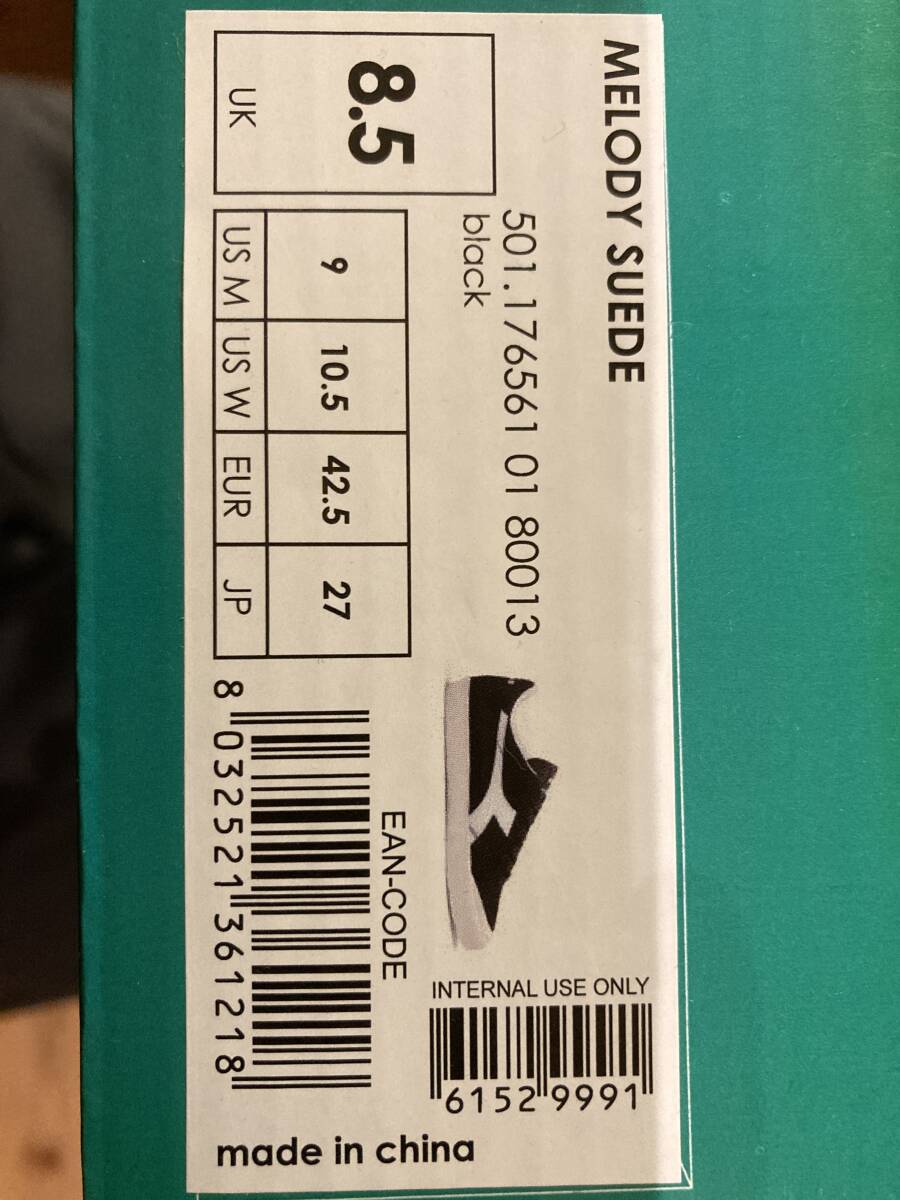 MELODY SUEDE
501.176561 01 80013
black
8.5
UK
9 10.5 42.5 27
US M US W EUR JP
EAN-CODE
8 032521 361218
INTERNAL USE ONLY
6152 9991
made in china